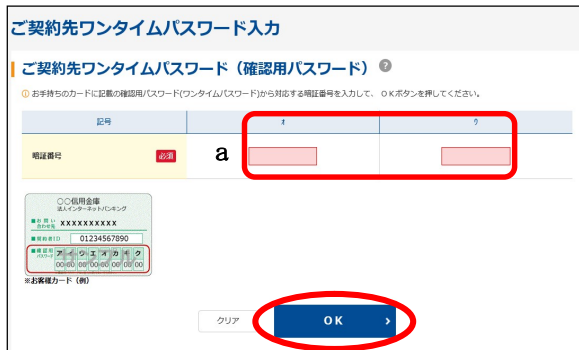 ご契約先ワンタイムパスワード入力
ご契約先ワンタイムパスワード（確認用パスワード） ?
お手持ちのカードに記載の確認用パスワード(ワンタイムパスワード)から対応する暗証番号を入力して、ＯＫボタンを押してください。
記号 ｵ ｳ
暗証番号 必須 a
○○信用金庫
法人インターネットバンキング
■お問い合わせ先 XXXXXXXXXX
■契約者ID 01234567890
■確認用パスワード ア イ ウ エ オ カ キ ク
00 00 00 00 00 00 00 00
サンプル
※お客様カード（例）
クリア OK